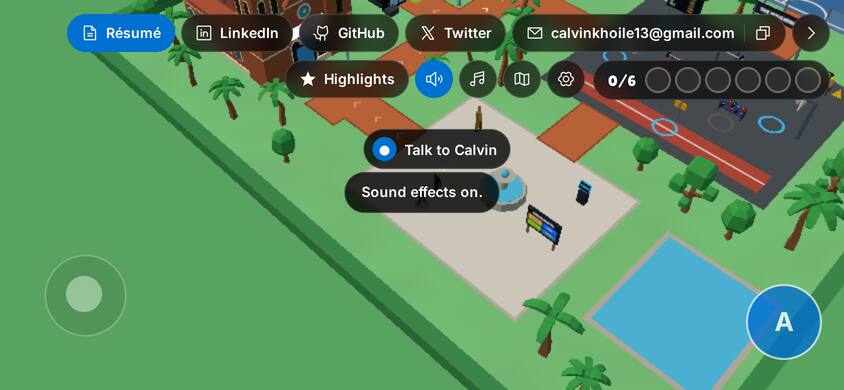 Résumé LinkedIn GitHub Twitter calvinkhoile13@gmail.com
Highlights 0/6
Talk to Calvin
Sound effects on.
A